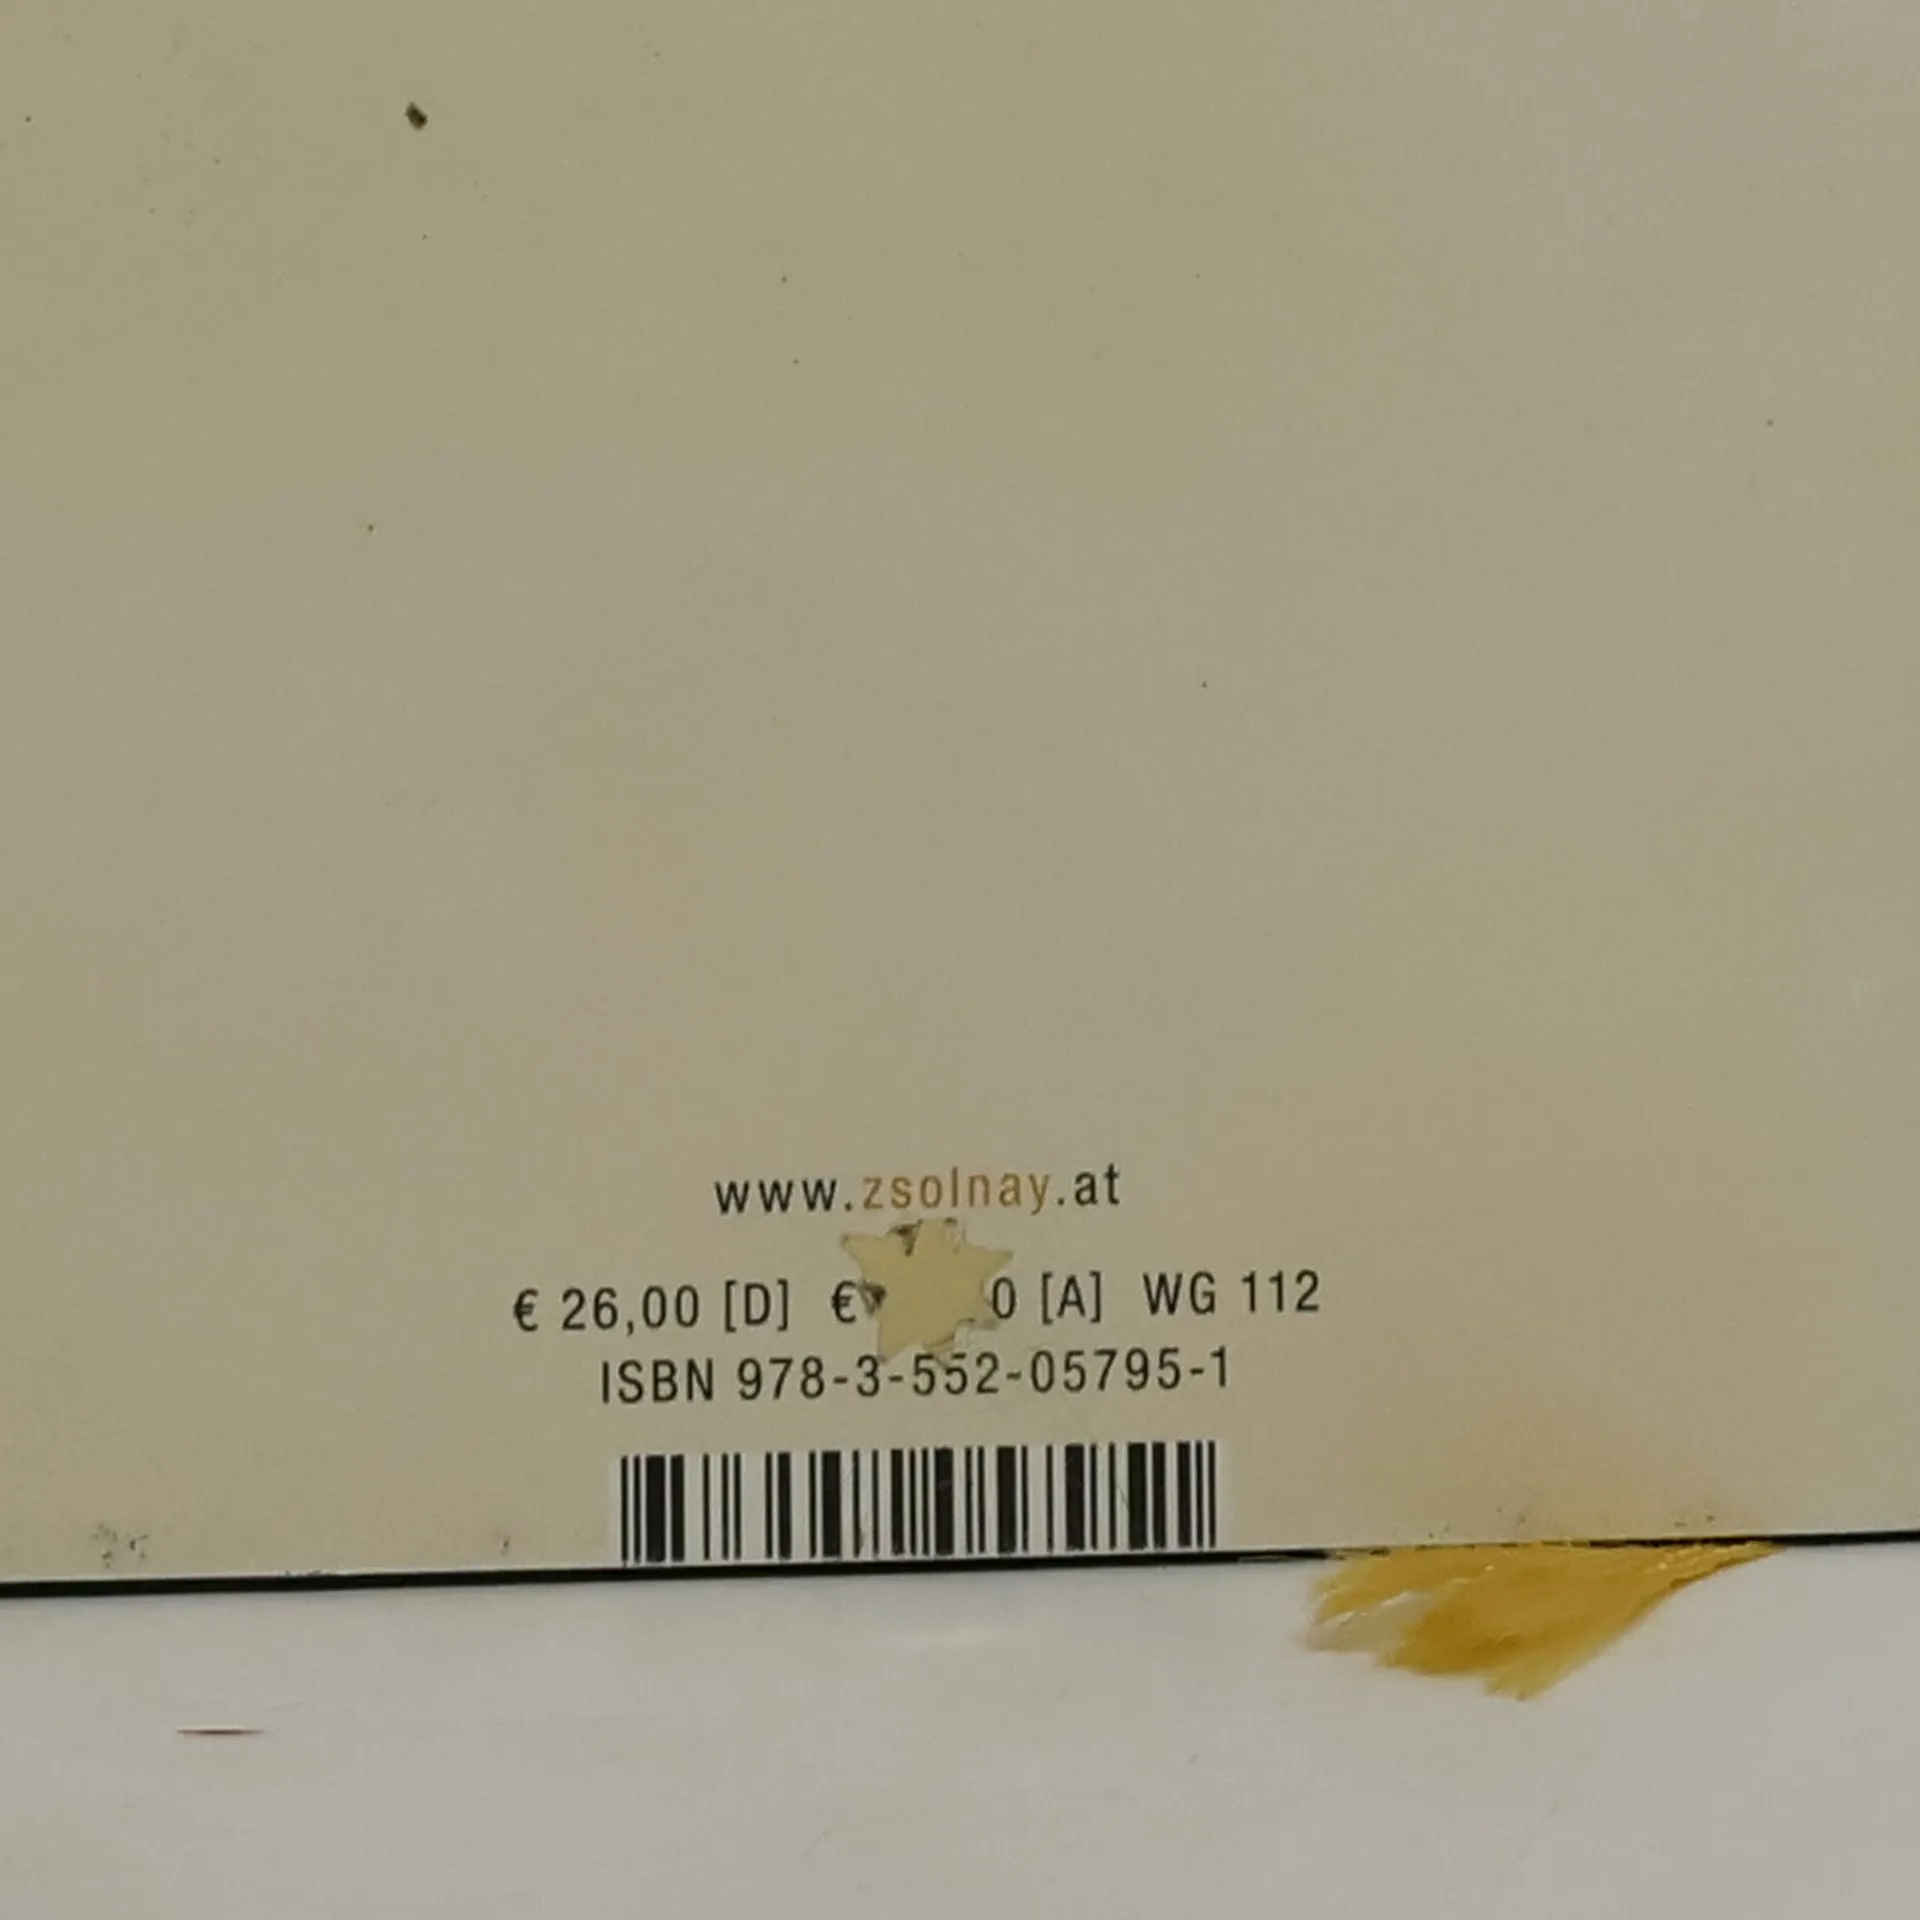 www.zsolnay.at
€ 26,00 [D] € 0 [A] WG 112
ISBN 978-3-552-05795-1